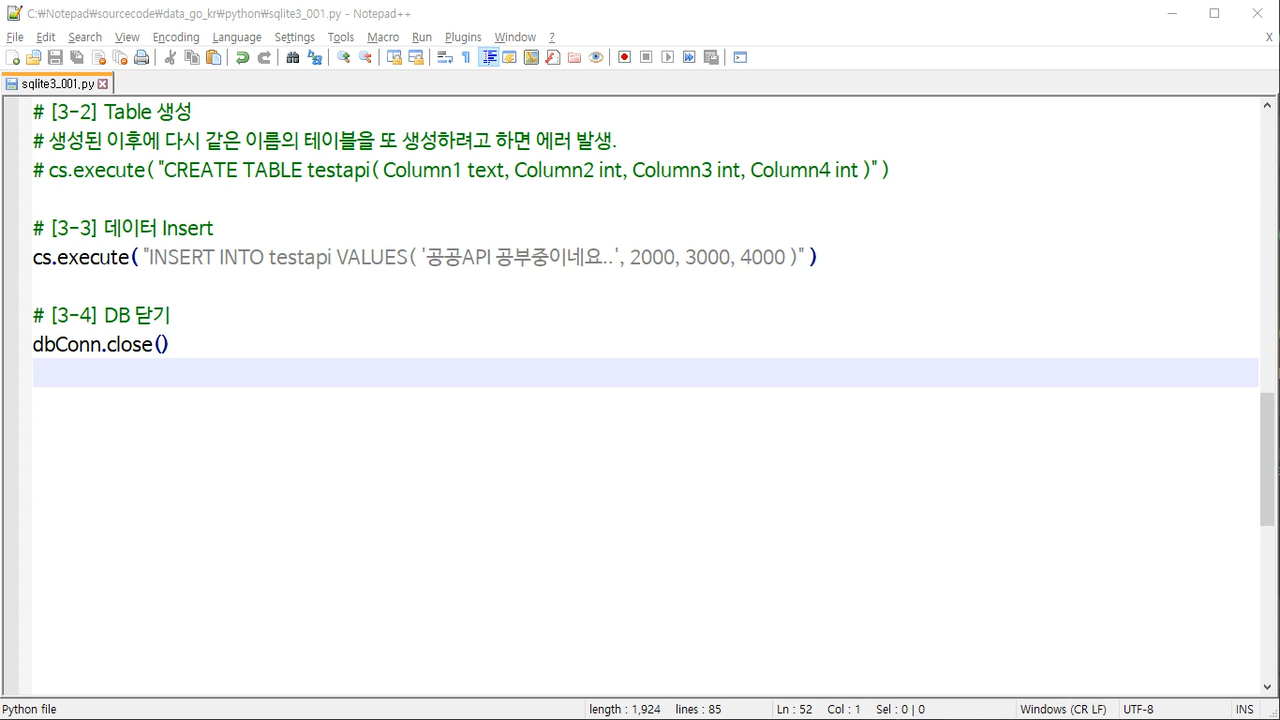 C:₩Notepad₩sourcecode₩data_go_kr₩python₩sqlite3_001.py - Notepad++
File Edit Search View Encoding Language Settings Tools Macro Run Plugins Window ? X
sqlite3_001.py
# [3-2] Table 생성
# 생성된 이후에 다시 같은 이름의 테이블을 또 생성하려고 하면 에러 발생.
# cs.execute( "CREATE TABLE testapi( Column1 text, Column2 int, Column3 int, Column4 int )" )
# [3-3] 데이터 Insert
cs.execute( "INSERT INTO testapi VALUES( '공공API 공부중이네요..', 2000, 3000, 4000 )" )
# [3-4] DB 닫기
dbConn.close()
Python file length : 1,924 lines : 85 Ln : 52 Col : 1 Sel : 0 | 0 Windows (CR LF) UTF-8 INS